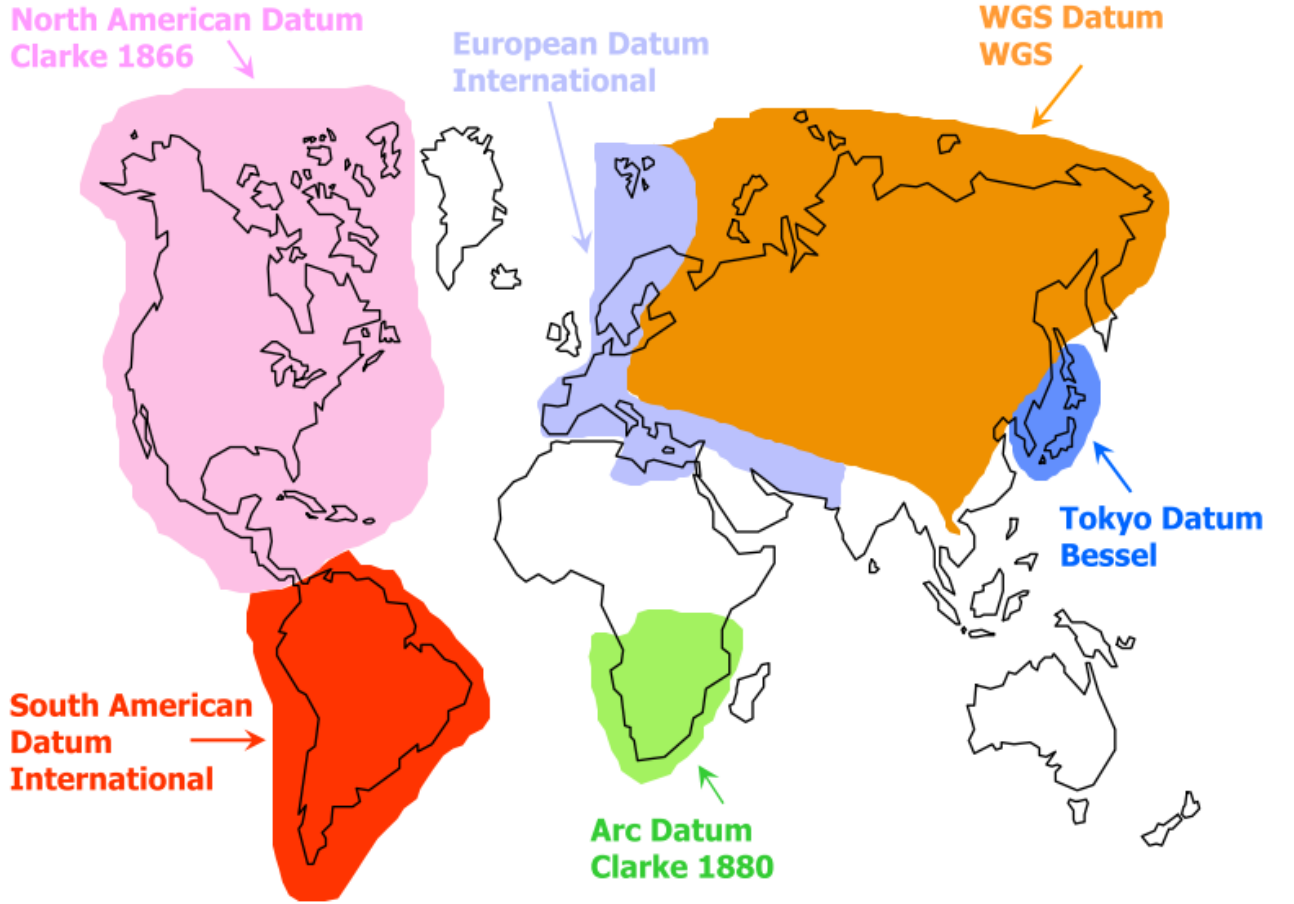 North American Datum
Clarke 1866
European Datum
International
WGS Datum
WGS
Tokyo Datum
Bessel
South American
Datum
International
Arc Datum
Clarke 1880